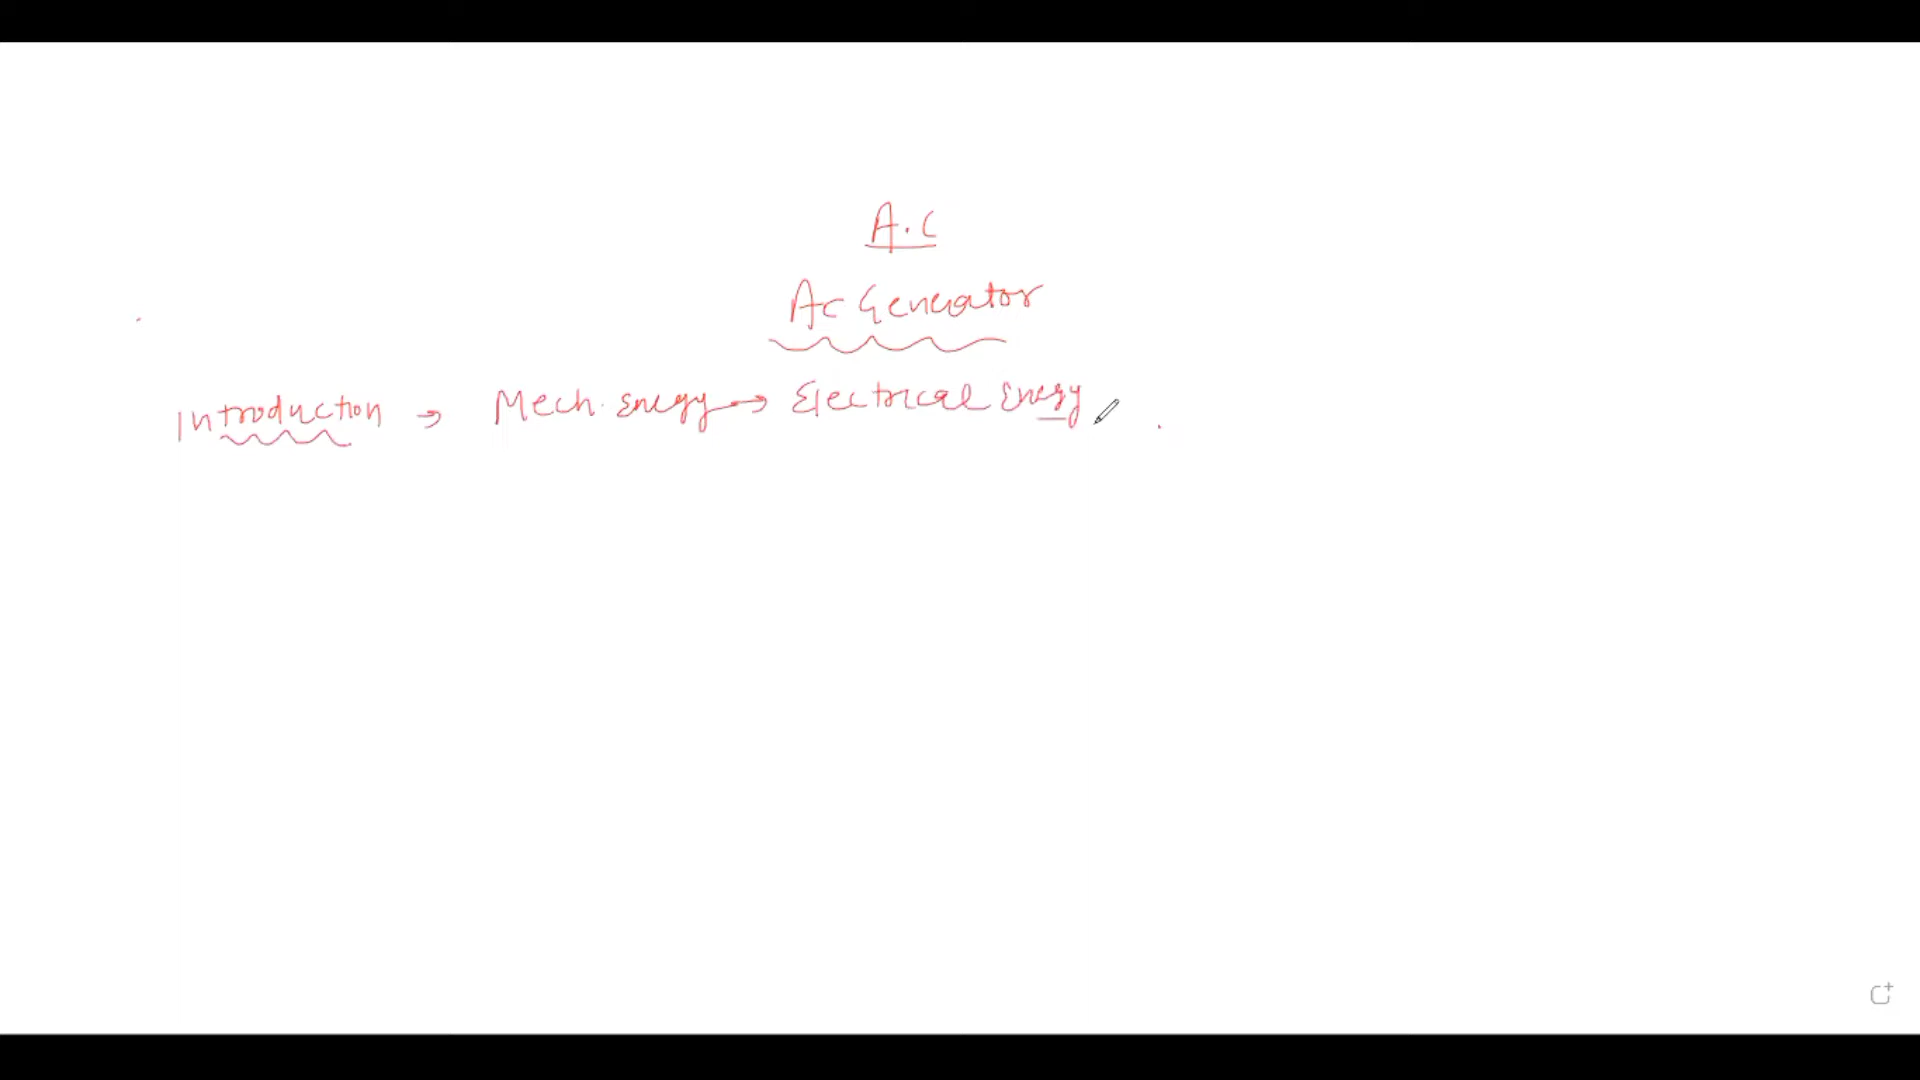 A.C
Ac Generator
Introduction → Mech. Energy → Electrical Energy